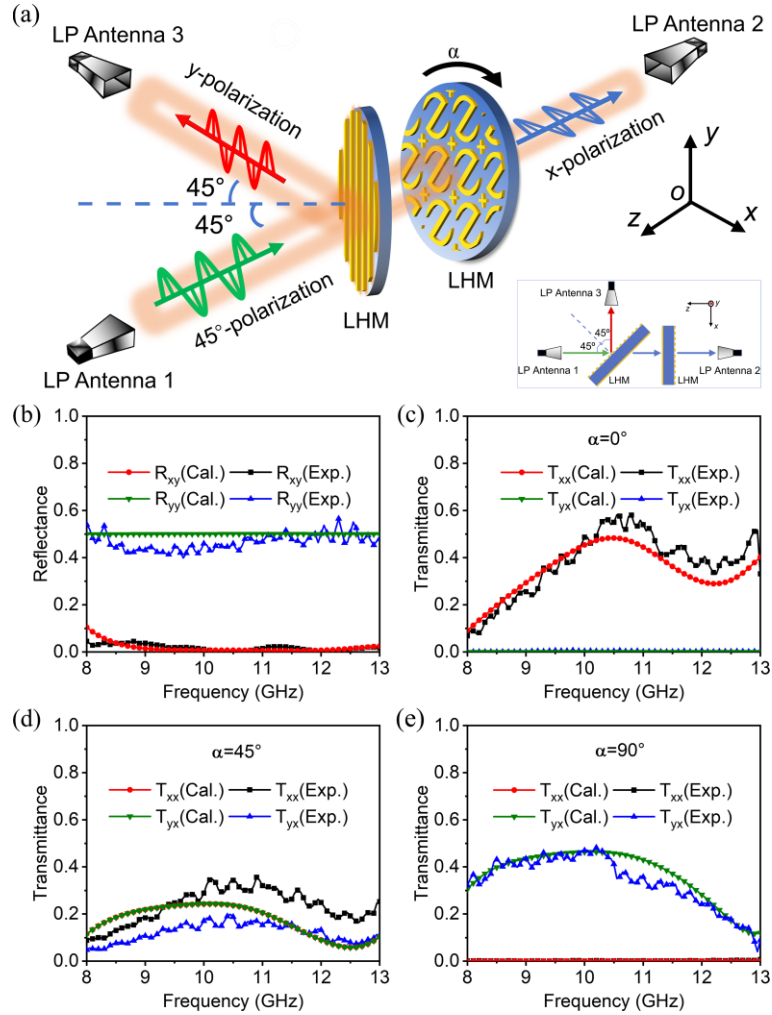 (a)
LP Antenna 3
LP Antenna 2
α
y-polarization
x-polarization
45°
45°
y
o
z
x
45°-polarization
LHM
LHM
LP Antenna 1
LP Antenna 3
z
y
x
45°
45°
LP Antenna 1
LHM
LHM
LP Antenna 2
(b)
1.0
0.8
0.6
0.4
0.2
0.0
Reflectance
Rxy(Cal.) Rxy(Exp.)
Ryy(Cal.) Ryy(Exp.)
8 9 10 11 12 13
Frequency (GHz)
(c)
1.0
0.8
0.6
0.4
0.2
0.0
Transmittance
α=0°
Txx(Cal.) Txx(Exp.)
Tyx(Cal.) Tyx(Exp.)
8 9 10 11 12 13
Frequency (GHz)
(d)
1.0
0.8
0.6
0.4
0.2
0.0
Transmittance
α=45°
Txx(Cal.) Txx(Exp.)
Tyx(Cal.) Tyx(Exp.)
8 9 10 11 12 13
Frequency (GHz)
(e)
1.0
0.8
0.6
0.4
0.2
0.0
Transmittance
α=90°
Txx(Cal.) Txx(Exp.)
Tyx(Cal.) Tyx(Exp.)
8 9 10 11 12 13
Frequency (GHz)